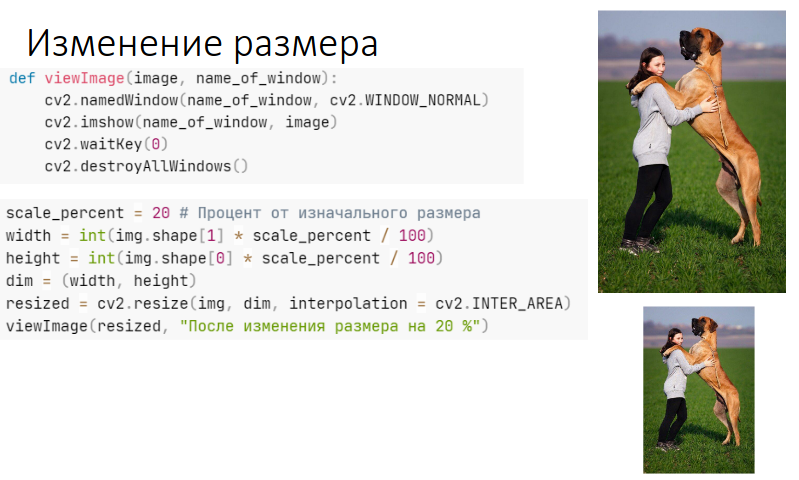 Изменение размера
def viewImage(image, name_of_window):
    cv2.namedWindow(name_of_window, cv2.WINDOW_NORMAL)
    cv2.imshow(name_of_window, image)
    cv2.waitKey(0)
    cv2.destroyAllWindows()
scale_percent = 20 # Процент от изначального размера
width = int(img.shape[1] * scale_percent / 100)
height = int(img.shape[0] * scale_percent / 100)
dim = (width, height)
resized = cv2.resize(img, dim, interpolation = cv2.INTER_AREA)
viewImage(resized, "После изменения размера на 20 %")